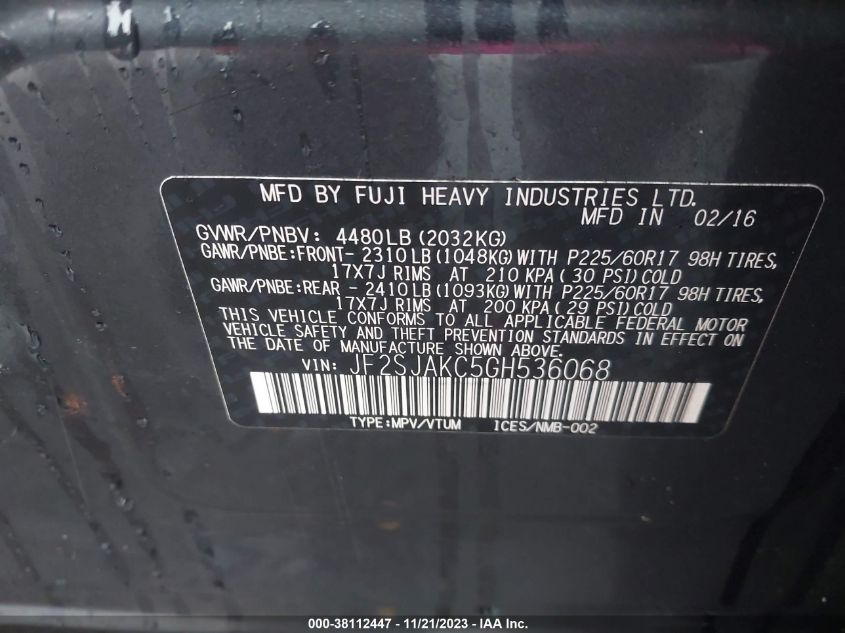 MFD BY FUJI HEAVY INDUSTRIES LTD.
MFD IN 02/16
GVWR/PNBV: 4480LB (2032KG)
GAWR/PNBE:FRONT- 2310LB (1048KG) WITH P225/60R17 98H TIRES,
17X7J RIMS AT 210 KPA ( 30 PSI) COLD
GAWR/PNBE:REAR - 2410LB (1093KG) WITH P225/60R17 98H TIRES,
17X7J RIMS AT 200 KPA ( 29 PSI) COLD
THIS VEHICLE CONFORMS TO ALL APPLICABLE FEDERAL MOTOR
VEHICLE SAFETY AND THEFT PREVENTION STANDARDS IN EFFECT ON
THE DATE OF MANUFACTURE SHOWN ABOVE.
VIN: JF2SJAKC5GH536068
TYPE:MPV/VTUM ICES/NMB-002
000-38112447 - 11/21/2023 - IAA Inc.